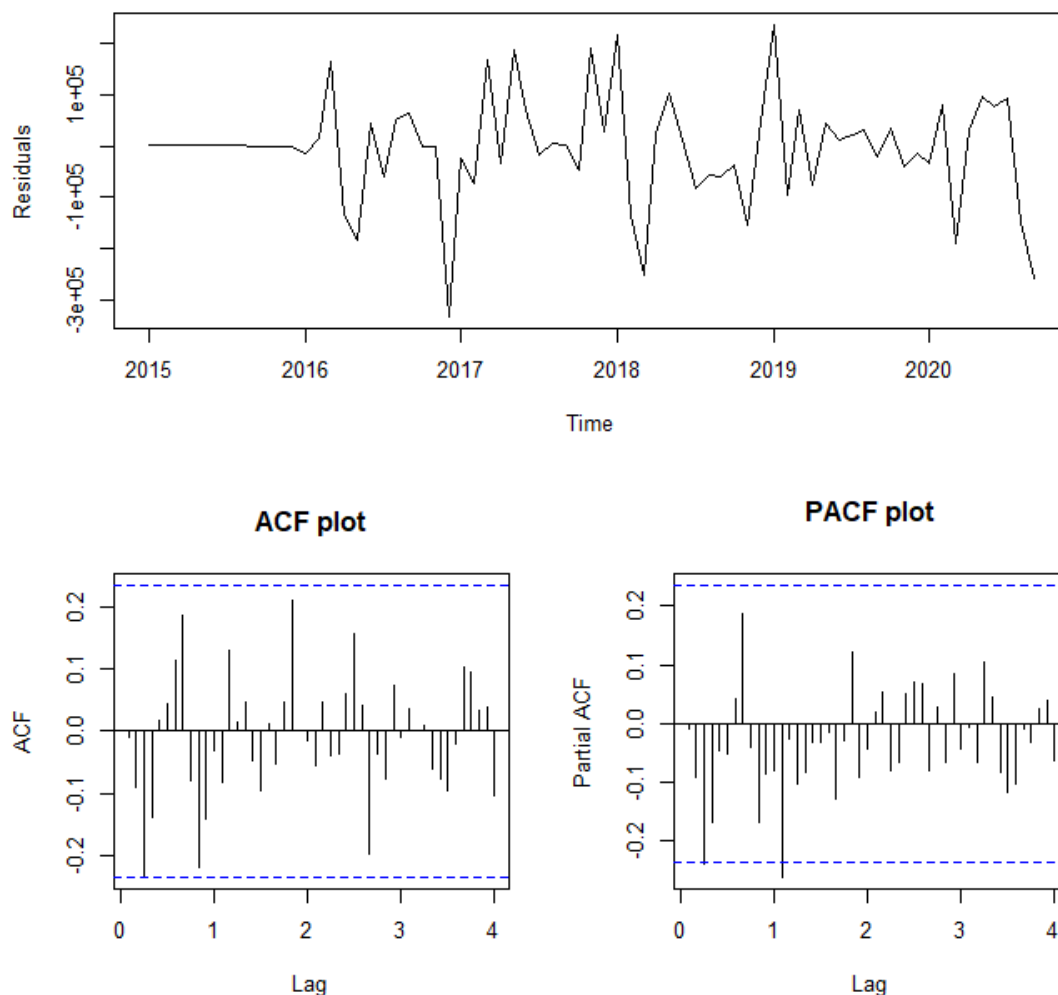 Residuals
1e+05
-1e+05
-3e+05
2015 2016 2017 2018 2019 2020
Time
ACF plot
ACF
0.2
0.1
0.0
-0.1
-0.2
0 1 2 3 4
Lag
PACF plot
Partial ACF
0.2
0.1
0.0
-0.1
-0.2
0 1 2 3 4
Lag